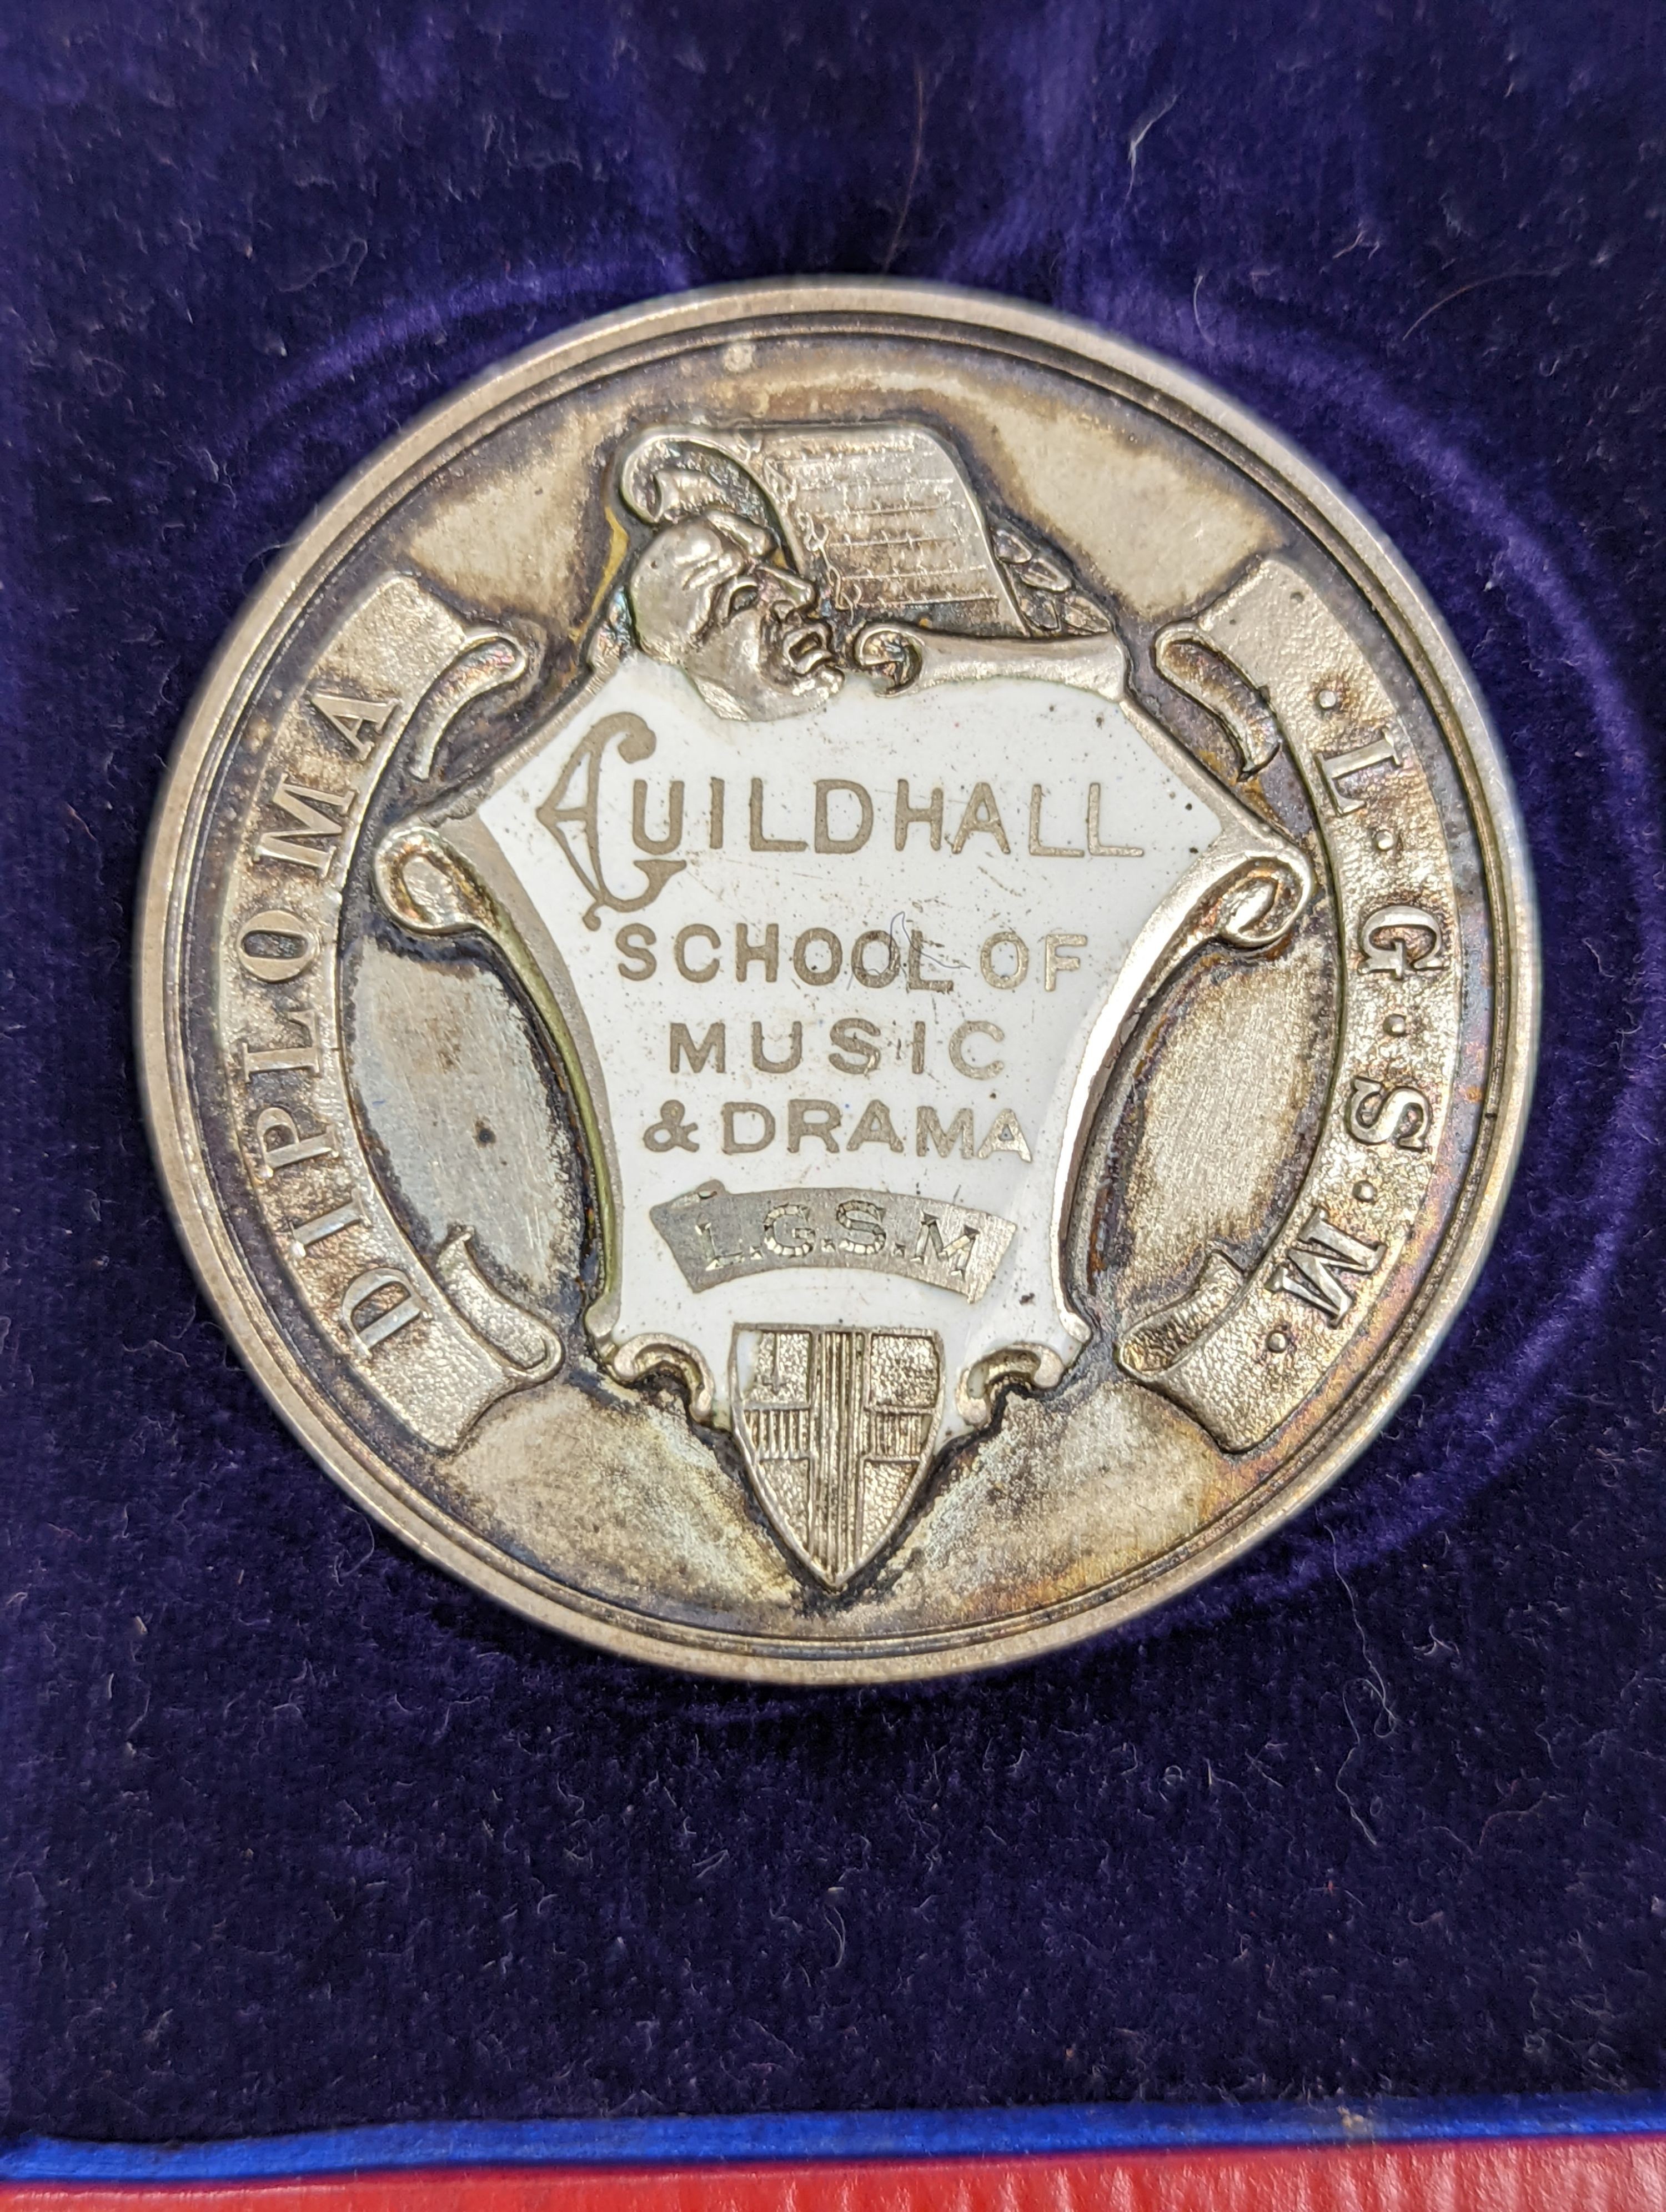 DIPLOMA
GUILDHALL
SCHOOL OF
MUSIC
& DRAMA
L.G.S.M
·L·G·S·M·